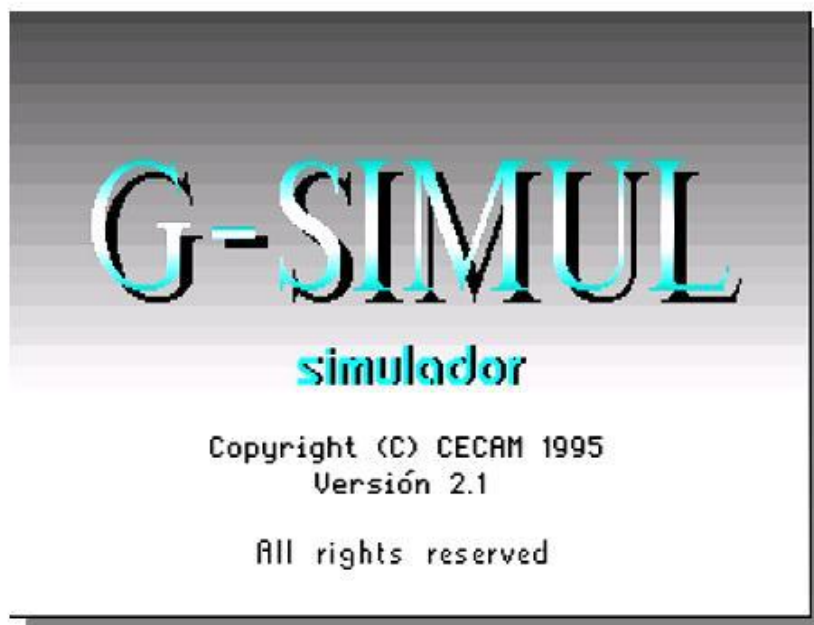 G-SIMUL
simulador
Copyright (C) CECAM 1995
Versión 2.1
All rights reserved